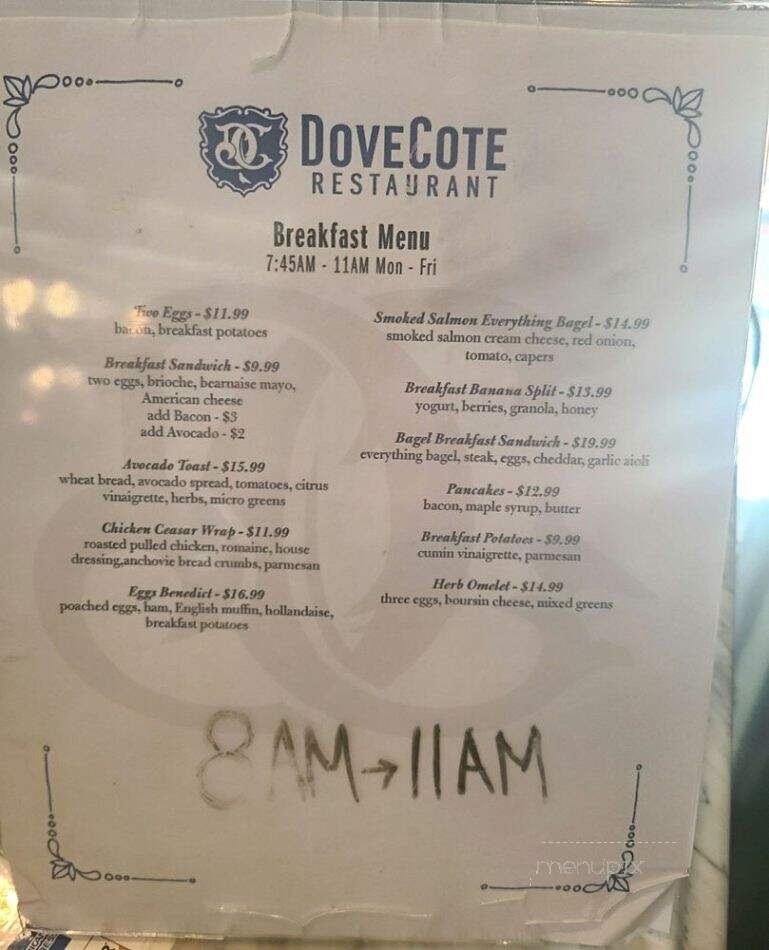 DC
DOVECOTE
RESTAURANT
Breakfast Menu
7:45AM - 11AM Mon - Fri
Two Eggs - $11.99
bacon, breakfast potatoes
Breakfast Sandwich - $9.99
two eggs, brioche, bearnaise mayo,
American cheese
add Bacon - $3
add Avocado - $2
Avocado Toast - $15.99
wheat bread, avocado spread, tomatoes, citrus
vinaigrette, herbs, micro greens
Chicken Ceasar Wrap - $11.99
roasted pulled chicken, romaine, house
dressing,anchovie bread crumbs, parmesan
Eggs Benedict - $16.99
poached eggs, ham, English muffin, hollandaise,
breakfast potatoes
Smoked Salmon Everything Bagel - $14.99
smoked salmon cream cheese, red onion,
tomato, capers
Breakfast Banana Split - $13.99
yogurt, berries, granola, honey
Bagel Breakfast Sandwich - $19.99
everything bagel, steak, eggs, cheddar, garlic aioli
Pancakes - $12.99
bacon, maple syrup, butter
Breakfast Potatoes - $9.99
cumin vinaigrette, parmesan
Herb Omelet - $14.99
three eggs, boursin cheese, mixed greens
8AM→11AM
menupix